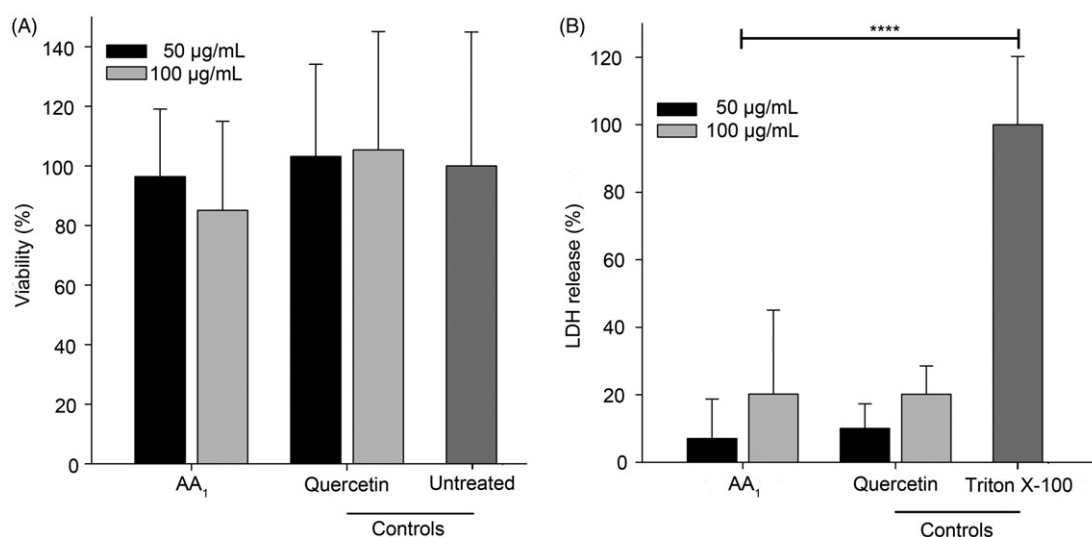 (A)
50 µg/mL
100 µg/mL
Viability (%)
140
120
100
80
60
40
20
0
AA₁
Quercetin
Untreated
Controls
(B)
****
50 µg/mL
100 µg/mL
LDH release (%)
120
100
80
60
40
20
0
AA₁
Quercetin
Triton X-100
Controls